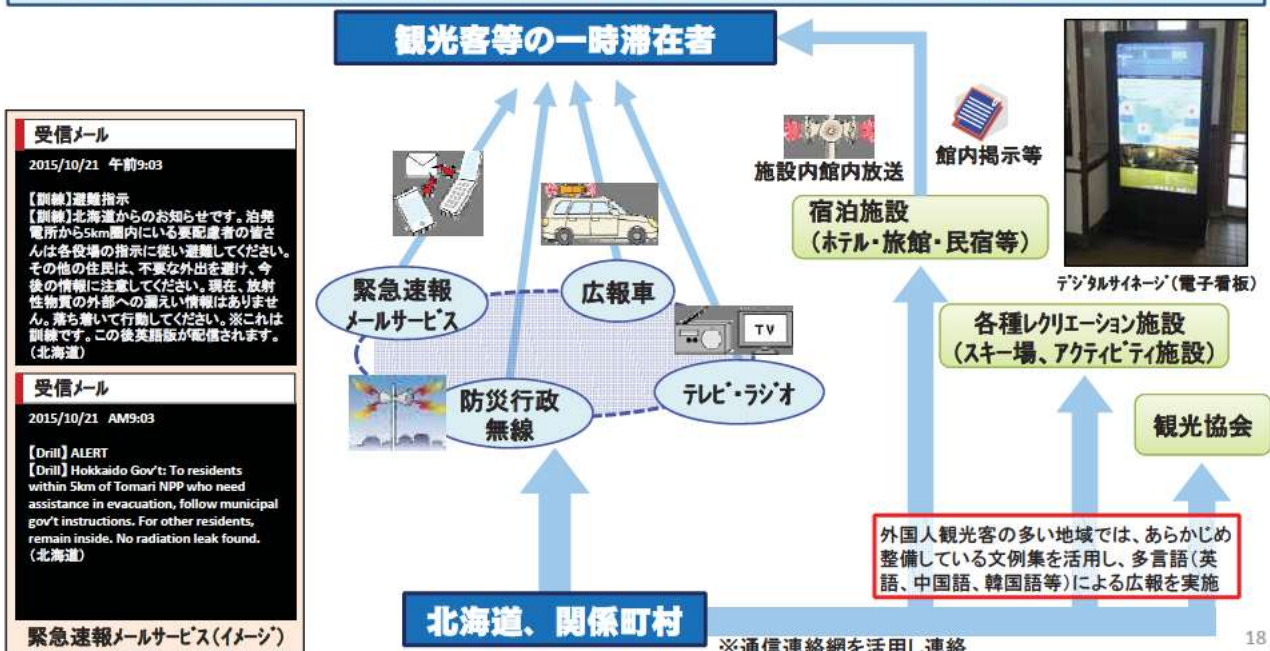 観光客等の一時滞在者
受信メール
2015/10/21 午前9:03
【訓練】避難指示
【訓練】北海道からのお知らせです。泊発
電所から5km圏内にいる要配慮者の皆さ
んは各役場の指示に従い避難してください。
その他の住民は、不要な外出を避け、今
後の情報に注意してください。現在、放射
性物質の外部への漏えい情報はありませ
ん。落ち着いて行動してください。※これは
訓練です。この後英語版が配信されます。
（北海道）
受信メール
2015/10/21 AM9:03
【Drill】ALERT
【Drill】Hokkaido Gov't: To residents
within 5km of Tomari NPP who need
assistance in evacuation, follow municipal
gov't instructions. For other residents,
remain inside. No radiation leak found.
（北海道）
緊急速報メールサービス（イメージ）
緊急速報
メールサービス
広報車
防災行政
無線
TV
テレビ・ラジオ
施設内館内放送
館内掲示等
宿泊施設
（ホテル・旅館・民宿等）
デジタルサイネージ（電子看板）
各種レクリエーション施設
（スキー場、アクティビティ施設）
観光協会
外国人観光客の多い地域では、あらかじめ
整備している文例集を活用し、多言語（英
語、中国語、韓国語等）による広報を実施
北海道、関係町村
※通信連絡網を活用し連絡
18